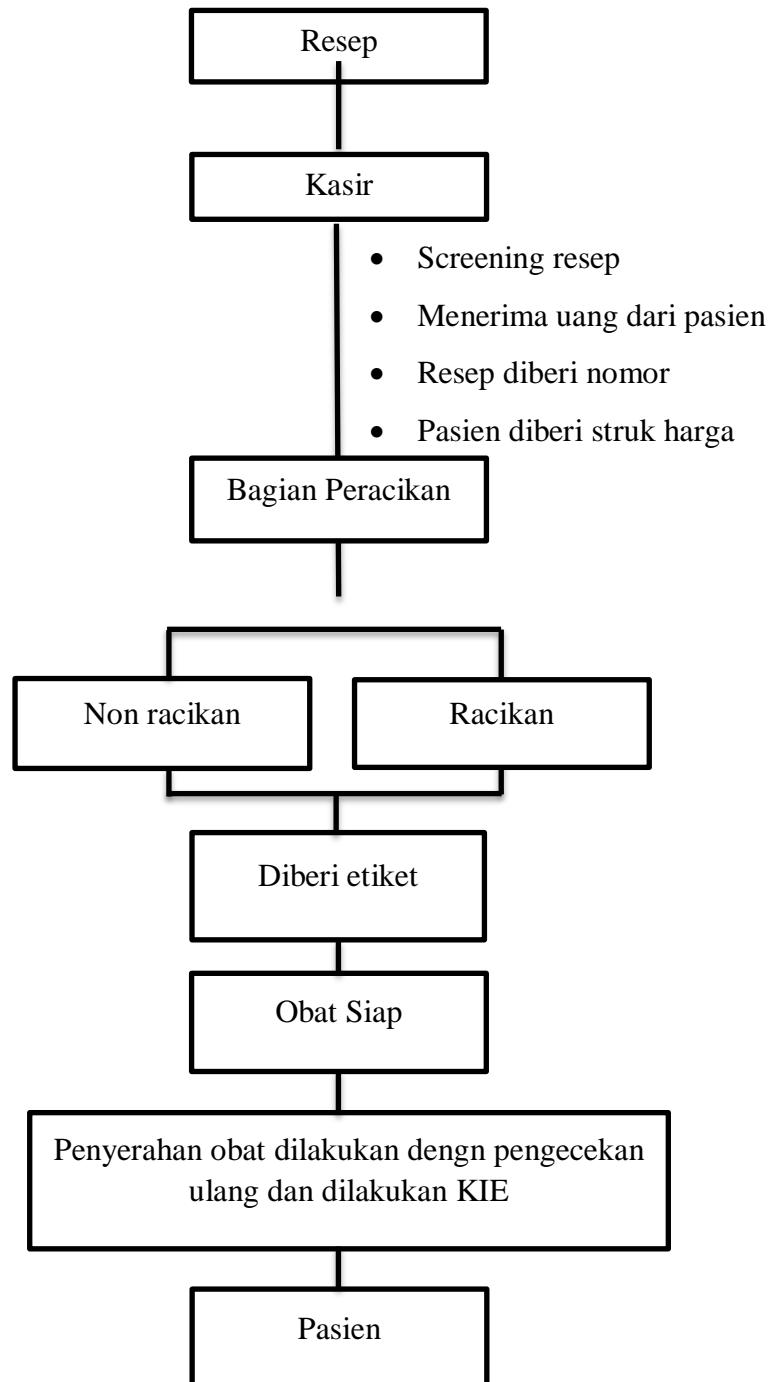 Resep
Kasir
• Screening resep
• Menerima uang dari pasien
• Resep diberi nomor
• Pasien diberi struk harga
Bagian Peracikan
Non racikan
Racikan
Diberi etiket
Obat Siap
Penyerahan obat dilakukan dengn pengecekan
ulang dan dilakukan KIE
Pasien